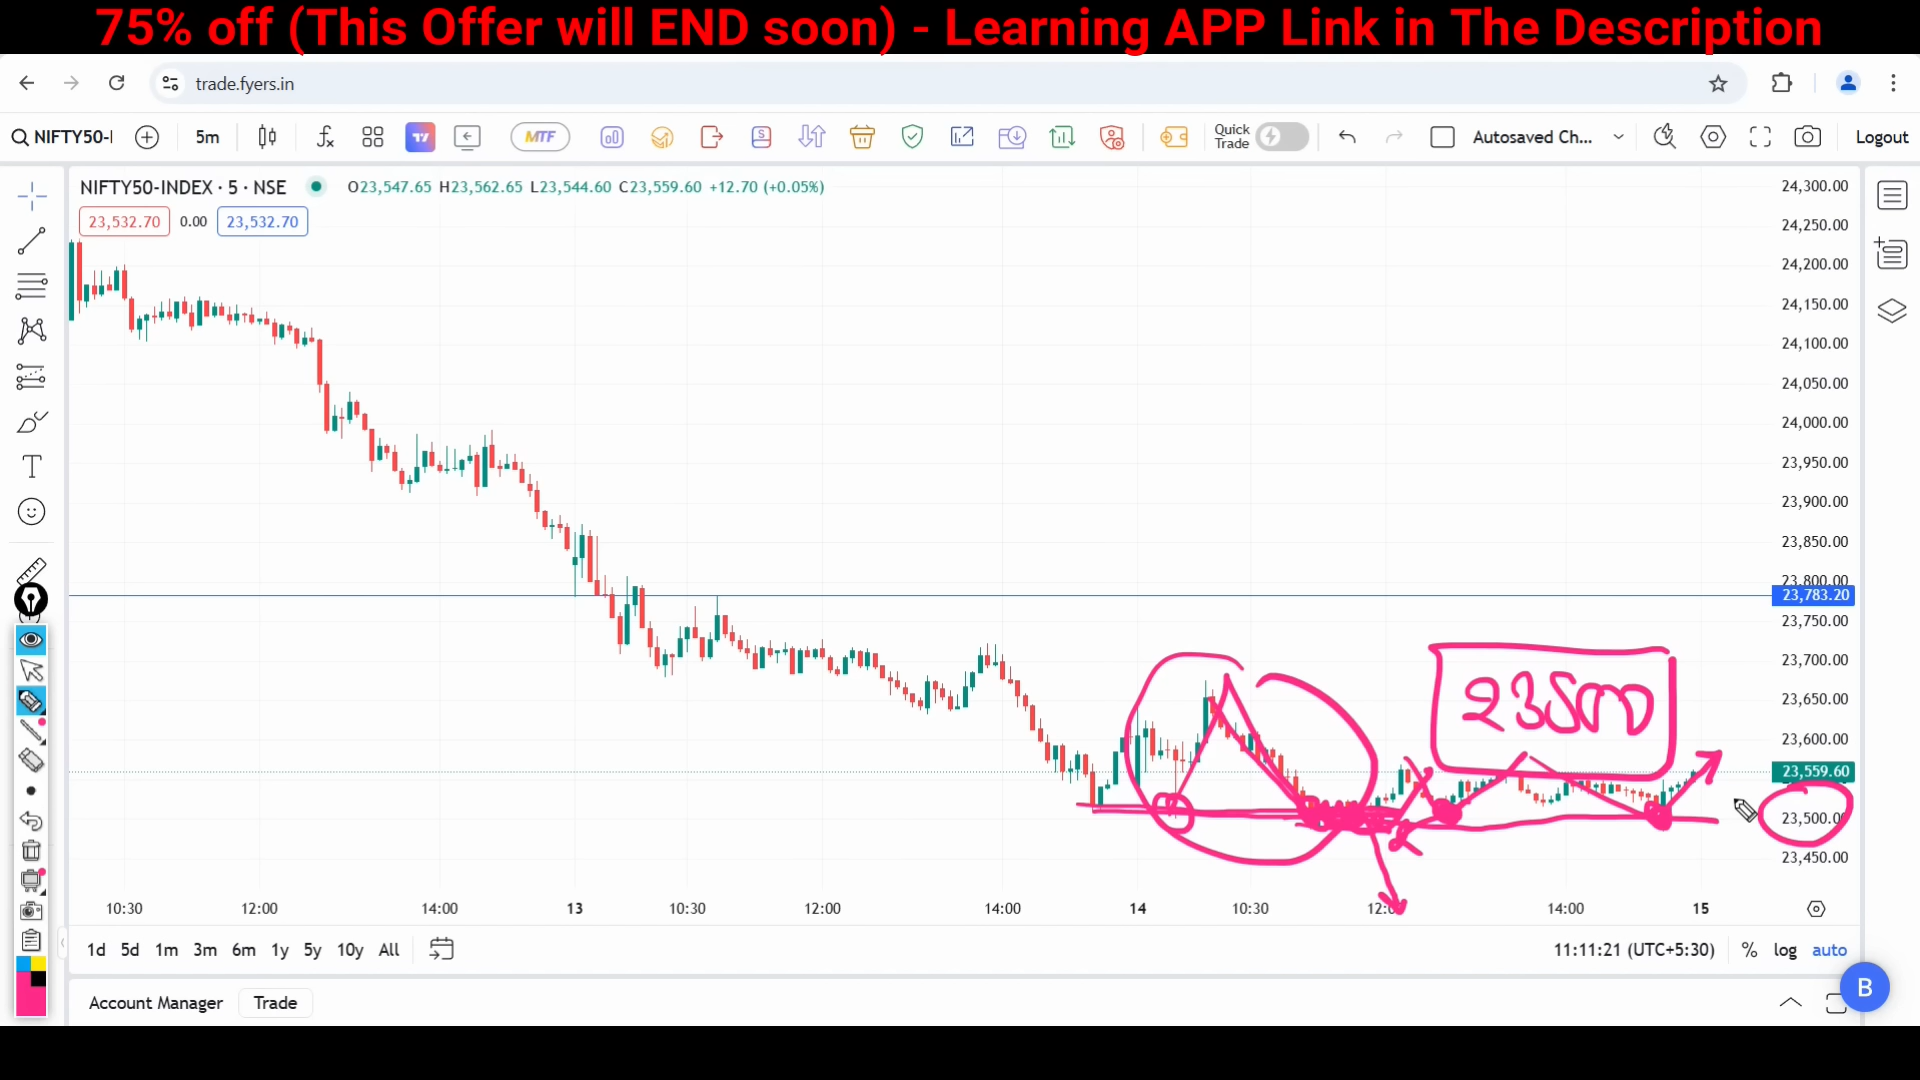 75% off (This Offer will END soon) - Learning APP Link in The Description
trade.fyers.in
NIFTY50-I
5m
MTF
Quick Trade
Autosaved Ch...
Logout
NIFTY50-INDEX · 5 · NSE
O23,547.65 H23,562.65 L23,544.60 C23,559.60 +12.70 (+0.05%)
23,532.70 0.00 23,532.70
24,300.00
24,250.00
24,200.00
24,150.00
24,100.00
24,050.00
24,000.00
23,950.00
23,900.00
23,850.00
23,800.00
23,783.20
23,750.00
23,700.00
23,650.00
23500
23,600.00
23,559.60
23,500.00
23,450.00
10:30 12:00 14:00 13 10:30 12:00 14:00 14 10:30 12:00 14:00 15
1d 5d 1m 3m 6m 1y 5y 10y All
11:11:21 (UTC+5:30) % log auto
Account Manager Trade
B